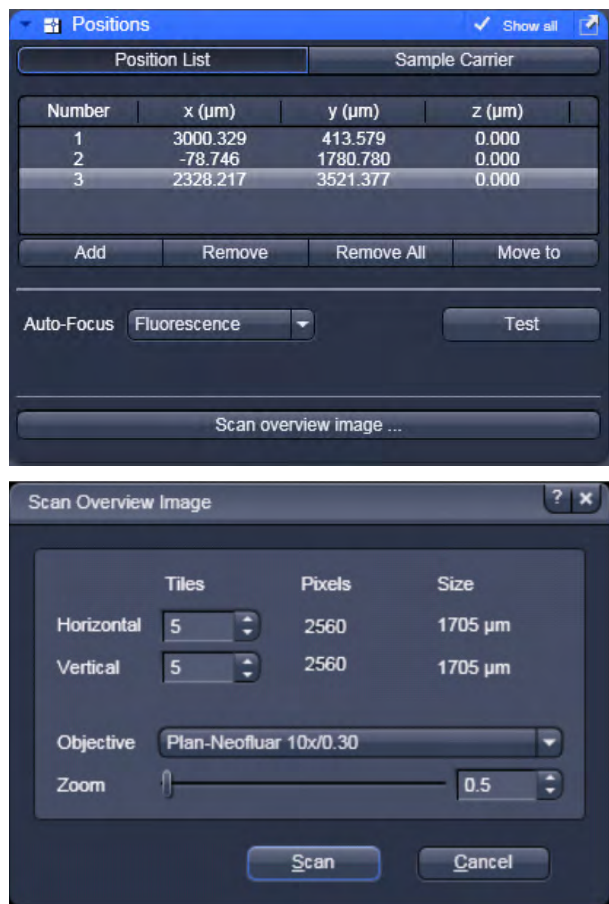 Positions Show all
Position List Sample Carrier
Number x (µm) y (µm) z (µm)
1 3000.329 413.579 0.000
2 -78.746 1780.780 0.000
3 2328.217 3521.377 0.000
Add Remove Remove All Move to
Auto-Focus Fluorescence Test
Scan overview image ...
Scan Overview Image ? x
Tiles Pixels Size
Horizontal 5 2560 1705 µm
Vertical 5 2560 1705 µm
Objective Plan-Neofluar 10x/0.30
Zoom 0.5
Scan Cancel